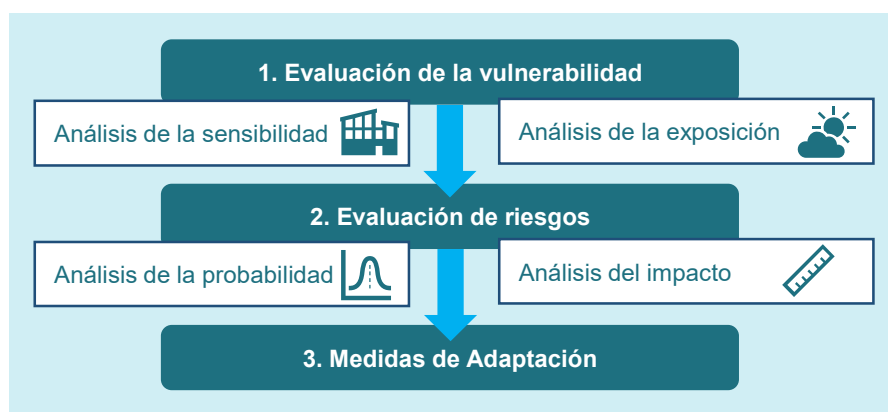 1. Evaluación de la vulnerabilidad
Análisis de la sensibilidad
Análisis de la exposición
2. Evaluación de riesgos
Análisis de la probabilidad
Análisis del impacto
3. Medidas de Adaptación